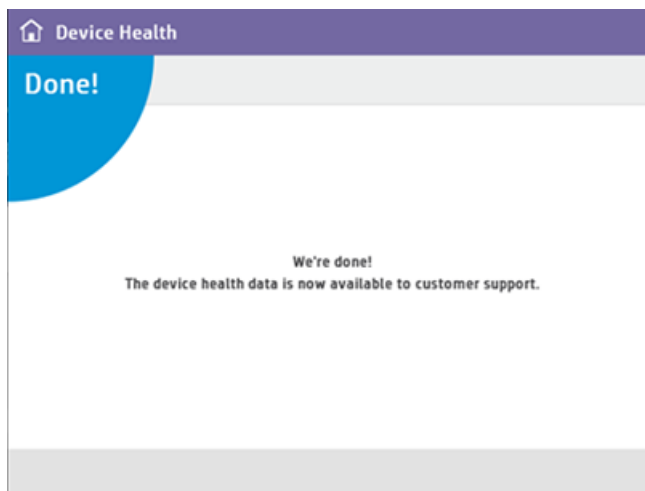 Device Health
Done!
We're done!
The device health data is now available to customer support.